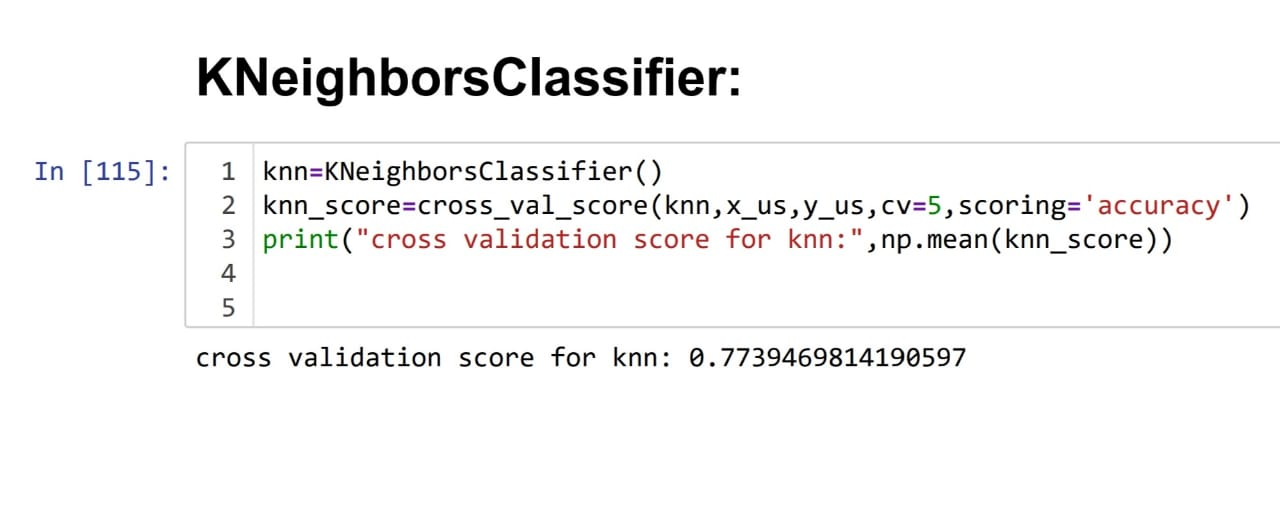 KNeighborsClassifier:
In [115]:
1 knn=KNeighborsClassifier()
2 knn_score=cross_val_score(knn,x_us,y_us,cv=5,scoring='accuracy')
3 print("cross validation score for knn:",np.mean(knn_score))
4
5
cross validation score for knn: 0.7739469814190597